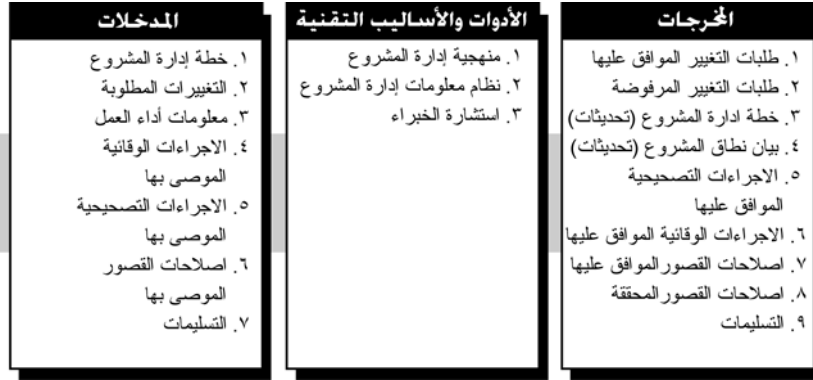 المخرجات
١. طلبات التغيير الموافق عليها
٢. طلبات التغيير المرفوضة
٣. خطة ادارة المشروع (تحديثات)
٤. بيان نطاق المشروع (تحديثات)
٥. الاجراءات التصحيحية
الموافق عليها
٦. الاجراءات الوقائية الموافق عليها
٧. اصلاحات القصور الموافق عليها
٨. اصلاحات القصور المحققة
٩. التسليمات
الأدوات والأساليب التقنية
١. منهجية إدارة المشروع
٢. نظام معلومات إدارة المشروع
٣. استشارة الخبراء
المدخلات
١. خطة إدارة المشروع
٢. التغييرات المطلوبة
٣. معلومات أداء العمل
٤. الاجراءات الوقائية
الموصى بها
٥. الاجراءات التصحيحية
الموصى بها
٦. اصلاحات القصور
الموصى بها
٧. التسليمات